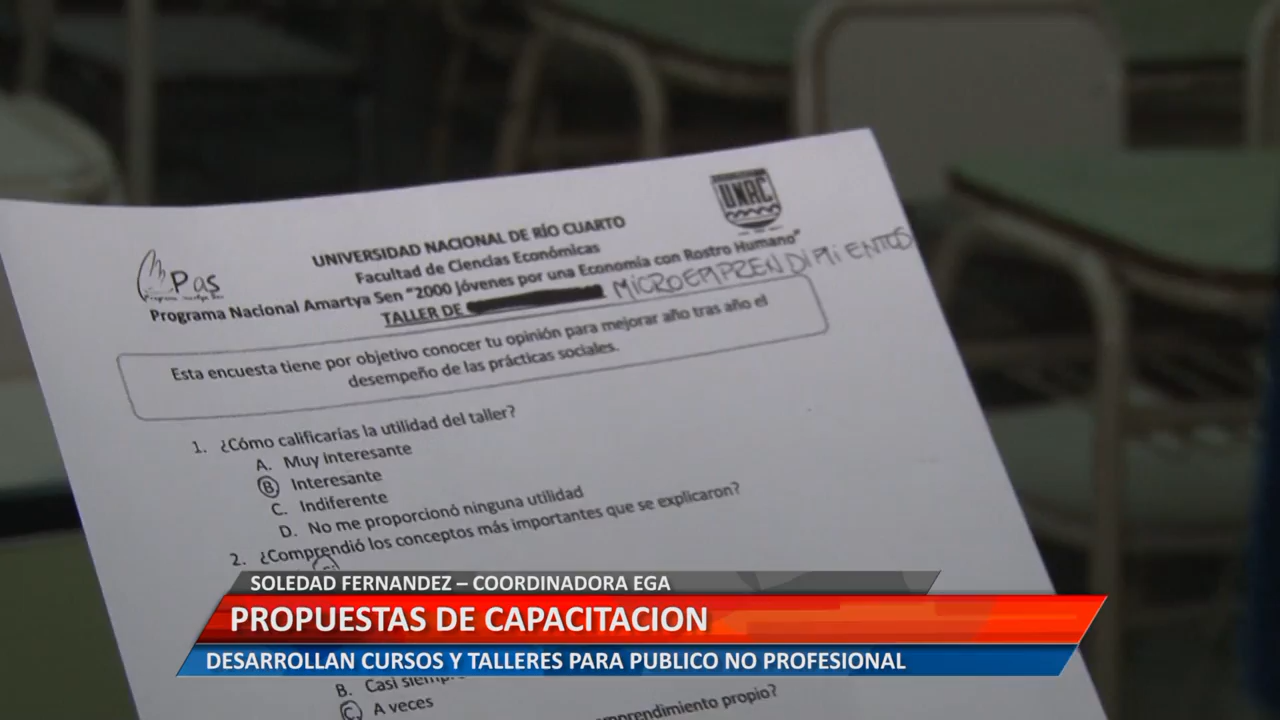 UNRC
UNIVERSIDAD NACIONAL DE RÍO CUARTO
Facultad de Ciencias Económicas
Pas
Programa Nacional Amartya Sen "2000 jóvenes por una Economía con Rostro Humano"
TALLER DE MICROEMPRENDIMIENTOS
Esta encuesta tiene por objetivo conocer tu opinión para mejorar año tras año el
desempeño de las prácticas sociales.
1. ¿Cómo calificarías la utilidad del taller?
A. Muy interesante
B. Interesante
C. Indiferente
D. No me proporcionó ninguna utilidad
2. ¿Comprendió los conceptos más importantes que se explicaron?
SOLEDAD FERNANDEZ – COORDINADORA EGA
PROPUESTAS DE CAPACITACION
DESARROLLAN CURSOS Y TALLERES PARA PUBLICO NO PROFESIONAL
B. Casi
C. A veces
propio?